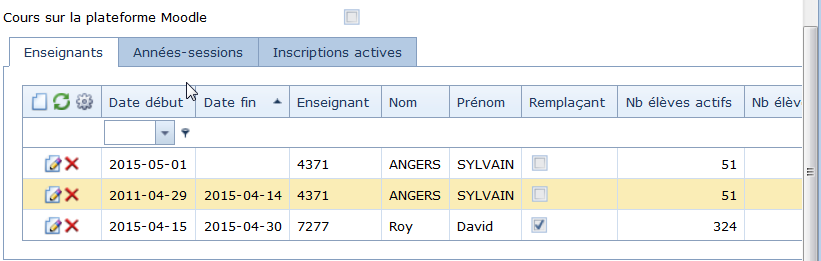 Cours sur la plateforme Moodle
Enseignants Années-sessions Inscriptions actives
Date début Date fin Enseignant Nom Prénom Remplaçant Nb élèves actifs Nb élèv
2015-05-01 4371 ANGERS SYLVAIN 51
2011-04-29 2015-04-14 4371 ANGERS SYLVAIN 51
2015-04-15 2015-04-30 7277 Roy David 324